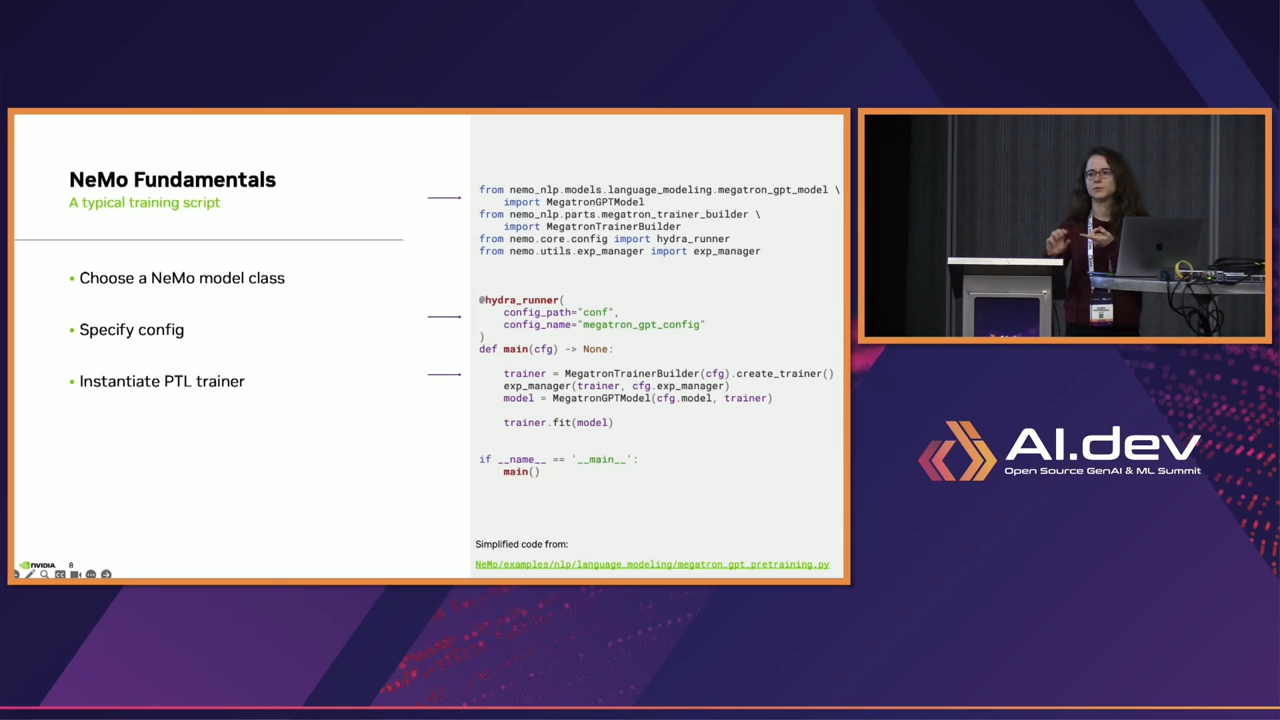 NeMo Fundamentals
A typical training script
• Choose a NeMo model class
• Specify config
• Instantiate PTL trainer
from nemo_nlp.models.language_modeling.megatron_gpt_model \
    import MegatronGPTModel
from nemo_nlp.parts.megatron_trainer_builder \
    import MegatronTrainerBuilder
from nemo.core.config import hydra_runner
from nemo.utils.exp_manager import exp_manager
@hydra_runner(
    config_path="conf",
    config_name="megatron_gpt_config"
)
def main(cfg) -> None:
    trainer = MegatronTrainerBuilder(cfg).create_trainer()
    exp_manager(trainer, cfg.exp_manager)
    model = MegatronGPTModel(cfg.model, trainer)
    trainer.fit(model)
if __name__ == '__main__':
    main()
Simplified code from:
NeMo/examples/nlp/language_modeling/megatron_gpt_pretraining.py
NVIDIA
8
AI.dev
Open Source GenAI & ML Summit